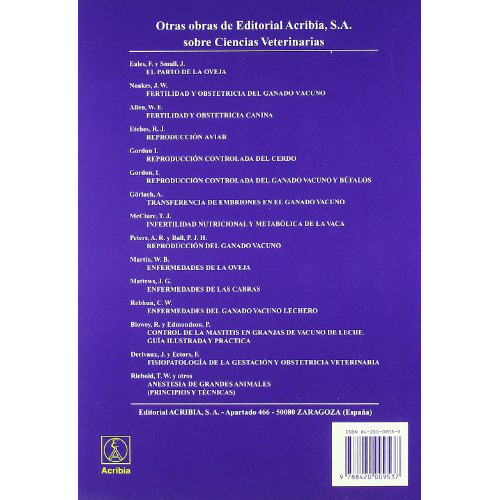 Otras obras de Editorial Acribia, S.A.
sobre Ciencias Veterinarias
Eales, F. y Small, J.
EL PARTO DE LA OVEJA
Noakes, J. W.
FERTILIDAD Y OBSTETRICIA DEL GANADO VACUNO
Allen, W. E.
FERTILIDAD Y OBSTETRICIA CANINA
Etches, R. J.
REPRODUCCIÓN AVIAR
Gordon I.
REPRODUCCIÓN CONTROLADA DEL CERDO
Gordon, I.
REPRODUCCIÓN CONTROLADA DEL GANADO VACUNO Y BÚFALOS
Görlach, A.
TRANSFERENCIA DE EMBRIONES EN EL GANADO VACUNO
McClure, T. J.
INFERTILIDAD NUTRICIONAL Y METABÓLICA DE LA VACA
Peters, A. R. y Ball, P. J. H.
REPRODUCCIÓN DEL GANADO VACUNO
Martin, W. B.
ENFERMEDADES DE LA OVEJA
Mattews, J. G.
ENFERMEDADES DE LAS CABRAS
Rebhun, C. W.
ENFERMEDADES DEL GANADO VACUNO LECHERO
Blowey, R. y Edmondson, P.
CONTROL DE LA MASTITIS EN GRANJAS DE VACUNO DE LECHE.
GUÍA ILUSTRADA Y PRÁCTICA
Derivaux, J. y Ectors, F.
FISIOPATOLOGÍA DE LA GESTACIÓN Y OBSTETRICIA VETERINARIA
Riebold, T. W. y otros
ANESTESIA DE GRANDES ANIMALES
(PRINCIPIOS Y TÉCNICAS)
Editorial ACRIBIA, S. A. - Apartado 466 - 50080 ZARAGOZA (España)
Acribia
ISBN 84-200-0953-9
9 788420 009537